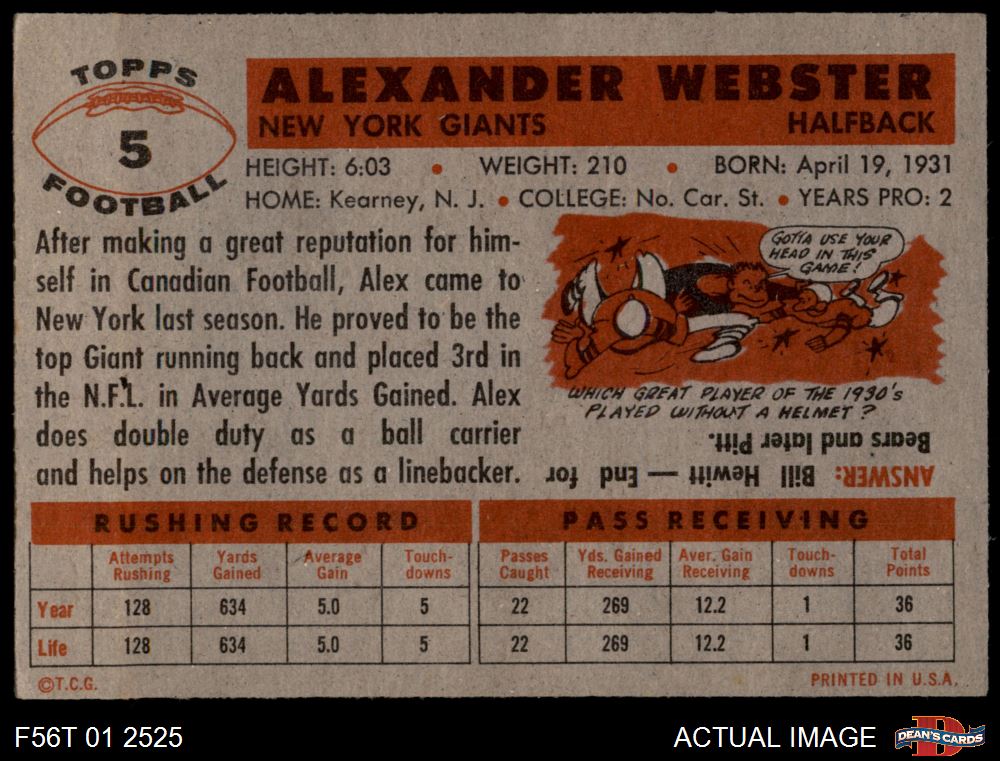 TOPPS
5
FOOTBALL
ALEXANDER WEBSTER
NEW YORK GIANTS HALFBACK
HEIGHT: 6:03 • WEIGHT: 210 • BORN: April 19, 1931
HOME: Kearney, N. J. • COLLEGE: No. Car. St. • YEARS PRO: 2
After making a great reputation for him-
self in Canadian Football, Alex came to
New York last season. He proved to be the
top Giant running back and placed 3rd in
the N.F.L. in Average Yards Gained. Alex
does double duty as a ball carrier
and helps on the defense as a linebacker.
GOTTA USE YOUR
HEAD IN THIS
GAME!
WHICH GREAT PLAYER OF THE 1930's
PLAYED WITHOUT A HELMET?
ANSWER: Bill Hewitt — End for
Bears and later Pitt.
RUSHING RECORD
Attempts Rushing Yards Gained Average Gain Touch-downs
Year 128 634 5.0 5
Life 128 634 5.0 5
PASS RECEIVING
Passes Caught Yds. Gained Receiving Aver. Gain Receiving Touch-downs Total Points
22 269 12.2 1 36
22 269 12.2 1 36
©T.C.G. PRINTED IN U.S.A.
F56T 01 2525 ACTUAL IMAGE DEAN'S CARDS